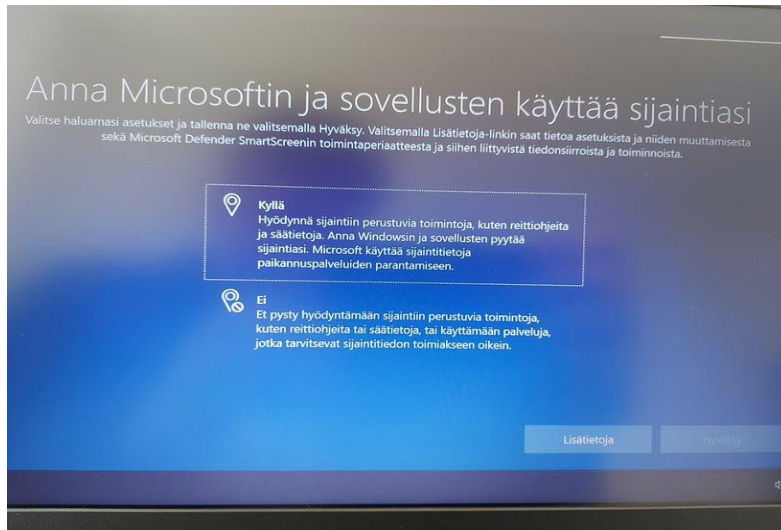 Anna Microsoftin ja sovellusten käyttää sijaintiasi
Valitse haluamasi asetukset ja tallenna ne valitsemalla Hyväksy. Valitsemalla Lisätietoja-linkin saat tietoa asetuksista ja niiden muuttamisesta
sekä Microsoft Defender SmartScreenin toimintaperiaatteesta ja siihen liittyvistä tiedonsiirroista ja toiminnoista.
Kyllä
Hyödynnä sijaintiin perustuvia toimintoja, kuten reittiohjeita
ja säätietoja. Anna Windowsin ja sovellusten pyytää
sijaintiasi. Microsoft käyttää sijaintitietoja
paikannuspalveluiden parantamiseen.
Ei
Et pysty hyödyntämään sijaintiin perustuvia toimintoja,
kuten reittiohjeita tai säätietoja, tai käyttämään palveluja,
jotka tarvitsevat sijaintitiedon toimiakseen oikein.
Lisätietoja
Hyväksy